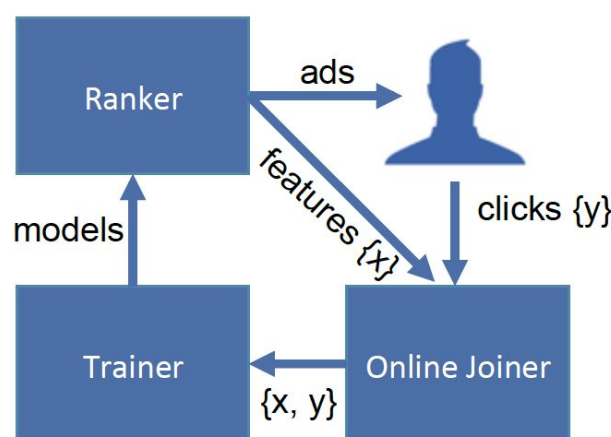 Ranker
ads
features {x}
clicks {y}
models
Trainer
Online Joiner
{x, y}